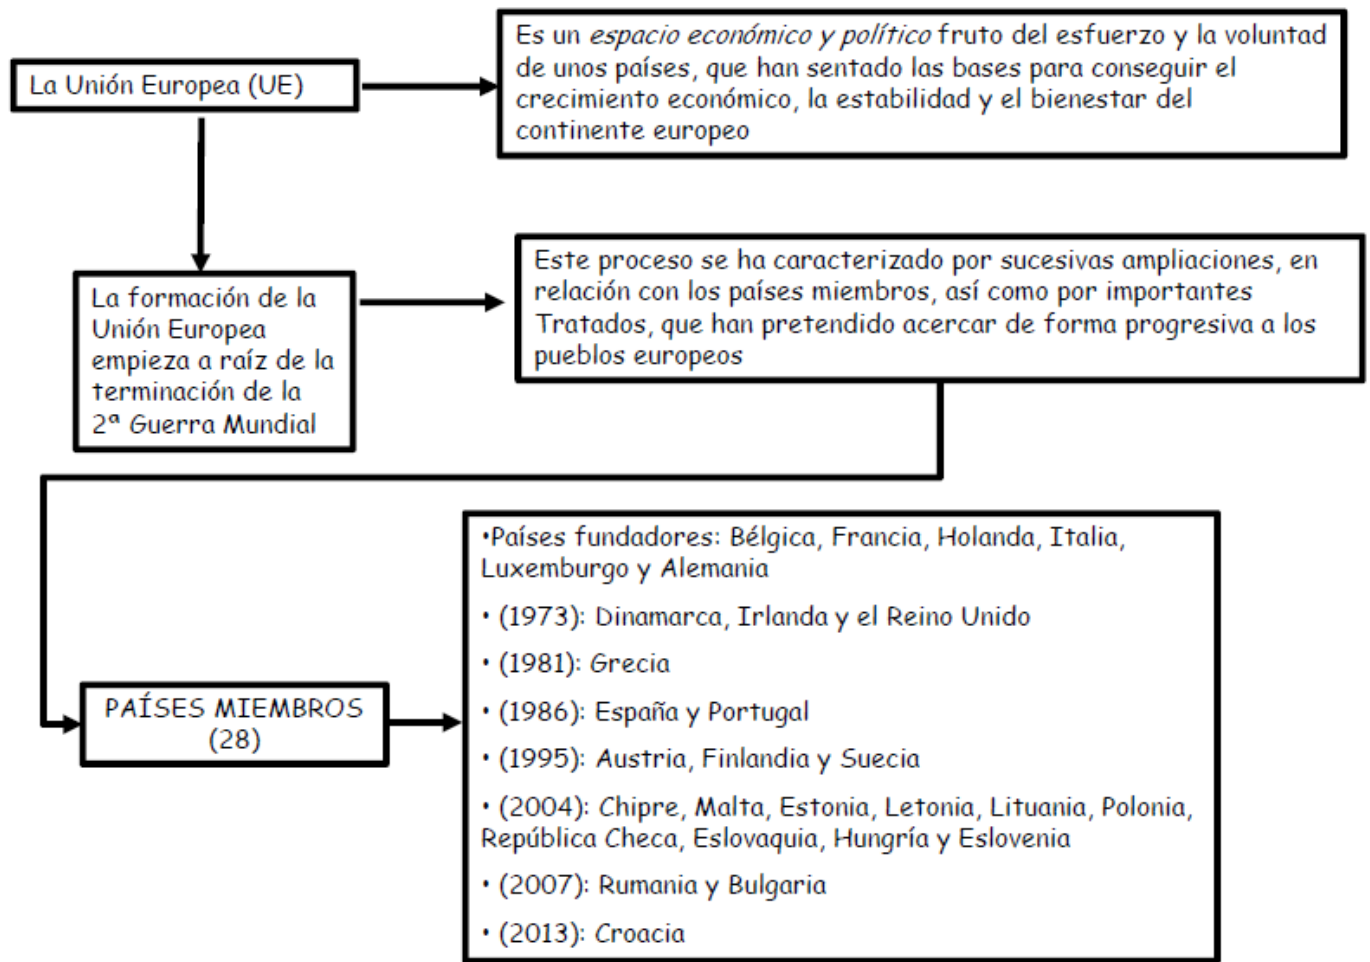 La Unión Europea (UE)
Es un espacio económico y político fruto del esfuerzo y la voluntad
de unos países, que han sentado las bases para conseguir el
crecimiento económico, la estabilidad y el bienestar del
continente europeo
La formación de la
Unión Europea
empieza a raíz de la
terminación de la
2ª Guerra Mundial
Este proceso se ha caracterizado por sucesivas ampliaciones, en
relación con los países miembros, así como por importantes
Tratados, que han pretendido acercar de forma progresiva a los
pueblos europeos
PAÍSES MIEMBROS
(28)
•Países fundadores: Bélgica, Francia, Holanda, Italia,
Luxemburgo y Alemania
• (1973): Dinamarca, Irlanda y el Reino Unido
• (1981): Grecia
• (1986): España y Portugal
• (1995): Austria, Finlandia y Suecia
• (2004): Chipre, Malta, Estonia, Letonia, Lituania, Polonia,
República Checa, Eslovaquia, Hungría y Eslovenia
• (2007): Rumania y Bulgaria
• (2013): Croacia